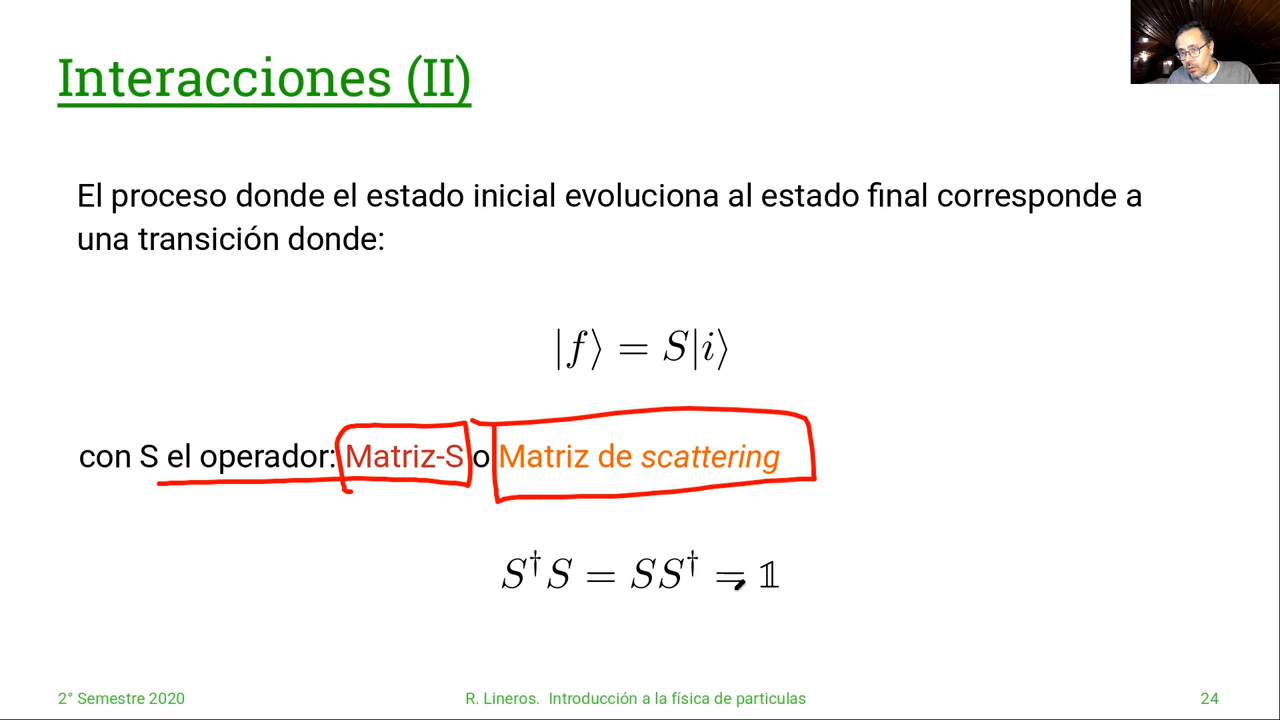 Interacciones (II)
El proceso donde el estado inicial evoluciona al estado final corresponde a
una transición donde:
|f⟩ = S|i⟩
con S el operador: Matriz-S o Matriz de scattering
S†S = SS† = 𝟙
2° Semestre 2020
R. Lineros. Introducción a la física de particulas
24